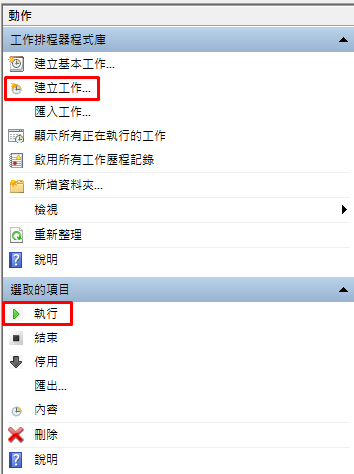 動作
工作排程器程式庫
建立基本工作...
建立工作...
匯入工作...
顯示所有正在執行的工作
啟用所有工作歷程記錄
新增資料夾...
檢視
重新整理
說明
選取的項目
執行
結束
停用
匯出...
內容
刪除
說明